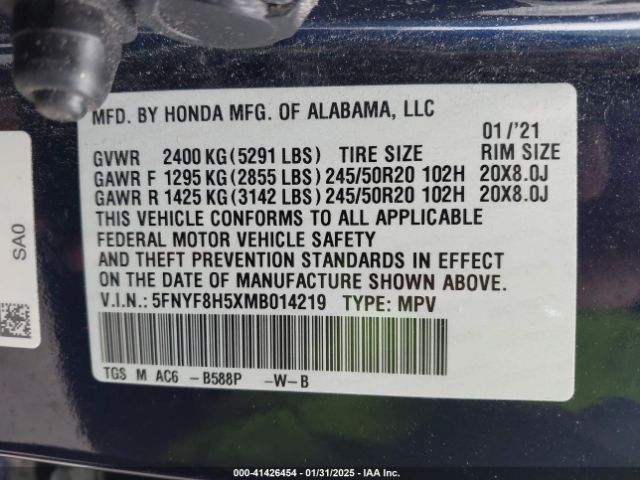 MFD. BY HONDA MFG. OF ALABAMA, LLC
01/'21
GVWR 2400 KG (5291 LBS) TIRE SIZE RIM SIZE
GAWR F 1295 KG (2855 LBS) 245/50R20 102H 20X8.0J
GAWR R 1425 KG (3142 LBS) 245/50R20 102H 20X8.0J
THIS VEHICLE CONFORMS TO ALL APPLICABLE
FEDERAL MOTOR VEHICLE SAFETY
AND THEFT PREVENTION STANDARDS IN EFFECT
ON THE DATE OF MANUFACTURE SHOWN ABOVE.
V.I.N.: 5FNYF8H5XMB014219 TYPE: MPV
TGS M AC6 - B588P -W-B
SA0
000-41426454 - 01/31/2025 - IAA Inc.